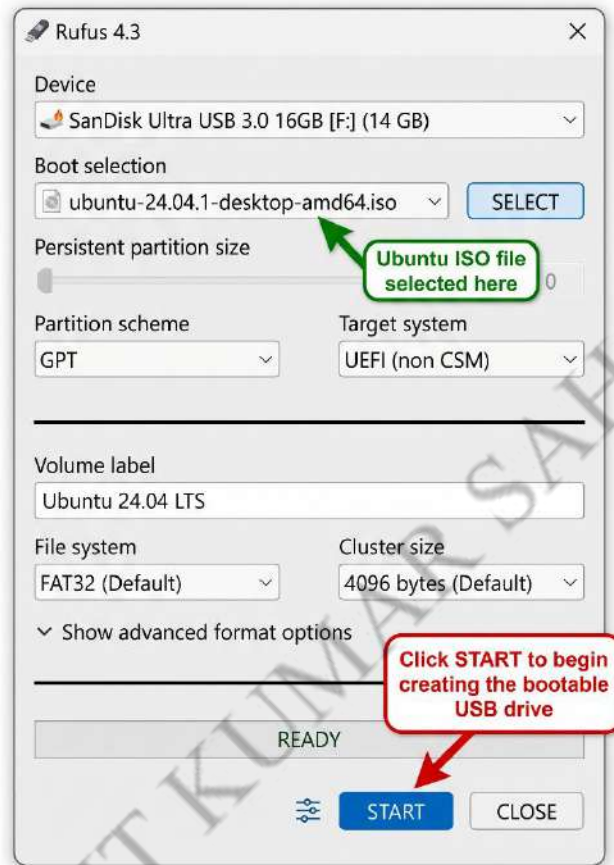 Rufus 4.3
Device
SanDisk Ultra USB 3.0 16GB [F:] (14 GB)
Boot selection
ubuntu-24.04.1-desktop-amd64.iso
SELECT
Persistent partition size
Ubuntu ISO file
selected here
0
Partition scheme
Target system
GPT
UEFI (non CSM)
Volume label
Ubuntu 24.04 LTS
File system
Cluster size
FAT32 (Default)
4096 bytes (Default)
Show advanced format options
Click START to begin
creating the bootable
USB drive
READY
START
CLOSE
KUMAR